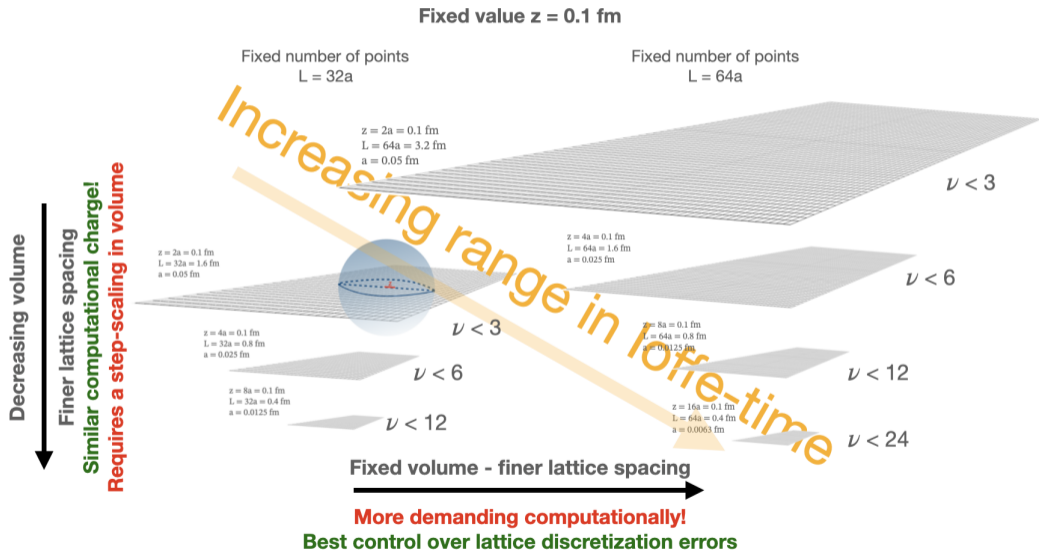 Fixed value z = 0.1 fm
Fixed number of points
L = 32a
Fixed number of points
L = 64a
Increasing range in Ioffe-time
z = 2a = 0.1 fm
L = 64a = 3.2 fm
a = 0.05 fm
ν < 3
z = 2a = 0.1 fm
L = 32a = 1.6 fm
a = 0.05 fm
ν < 3
z = 4a = 0.1 fm
L = 64a = 1.6 fm
a = 0.025 fm
ν < 6
z = 4a = 0.1 fm
L = 32a = 0.8 fm
a = 0.025 fm
ν < 6
z = 8a = 0.1 fm
L = 64a = 0.8 fm
a = 0.0125 fm
ν < 12
z = 8a = 0.1 fm
L = 32a = 0.4 fm
a = 0.0125 fm
ν < 12
z = 16a = 0.1 fm
L = 64a = 0.4 fm
a = 0.0063 fm
ν < 24
Decreasing volume
Finer lattice spacing
Similar computational charge!
Requires a step-scaling in volume
Fixed volume - finer lattice spacing
More demanding computationally!
Best control over lattice discretization errors